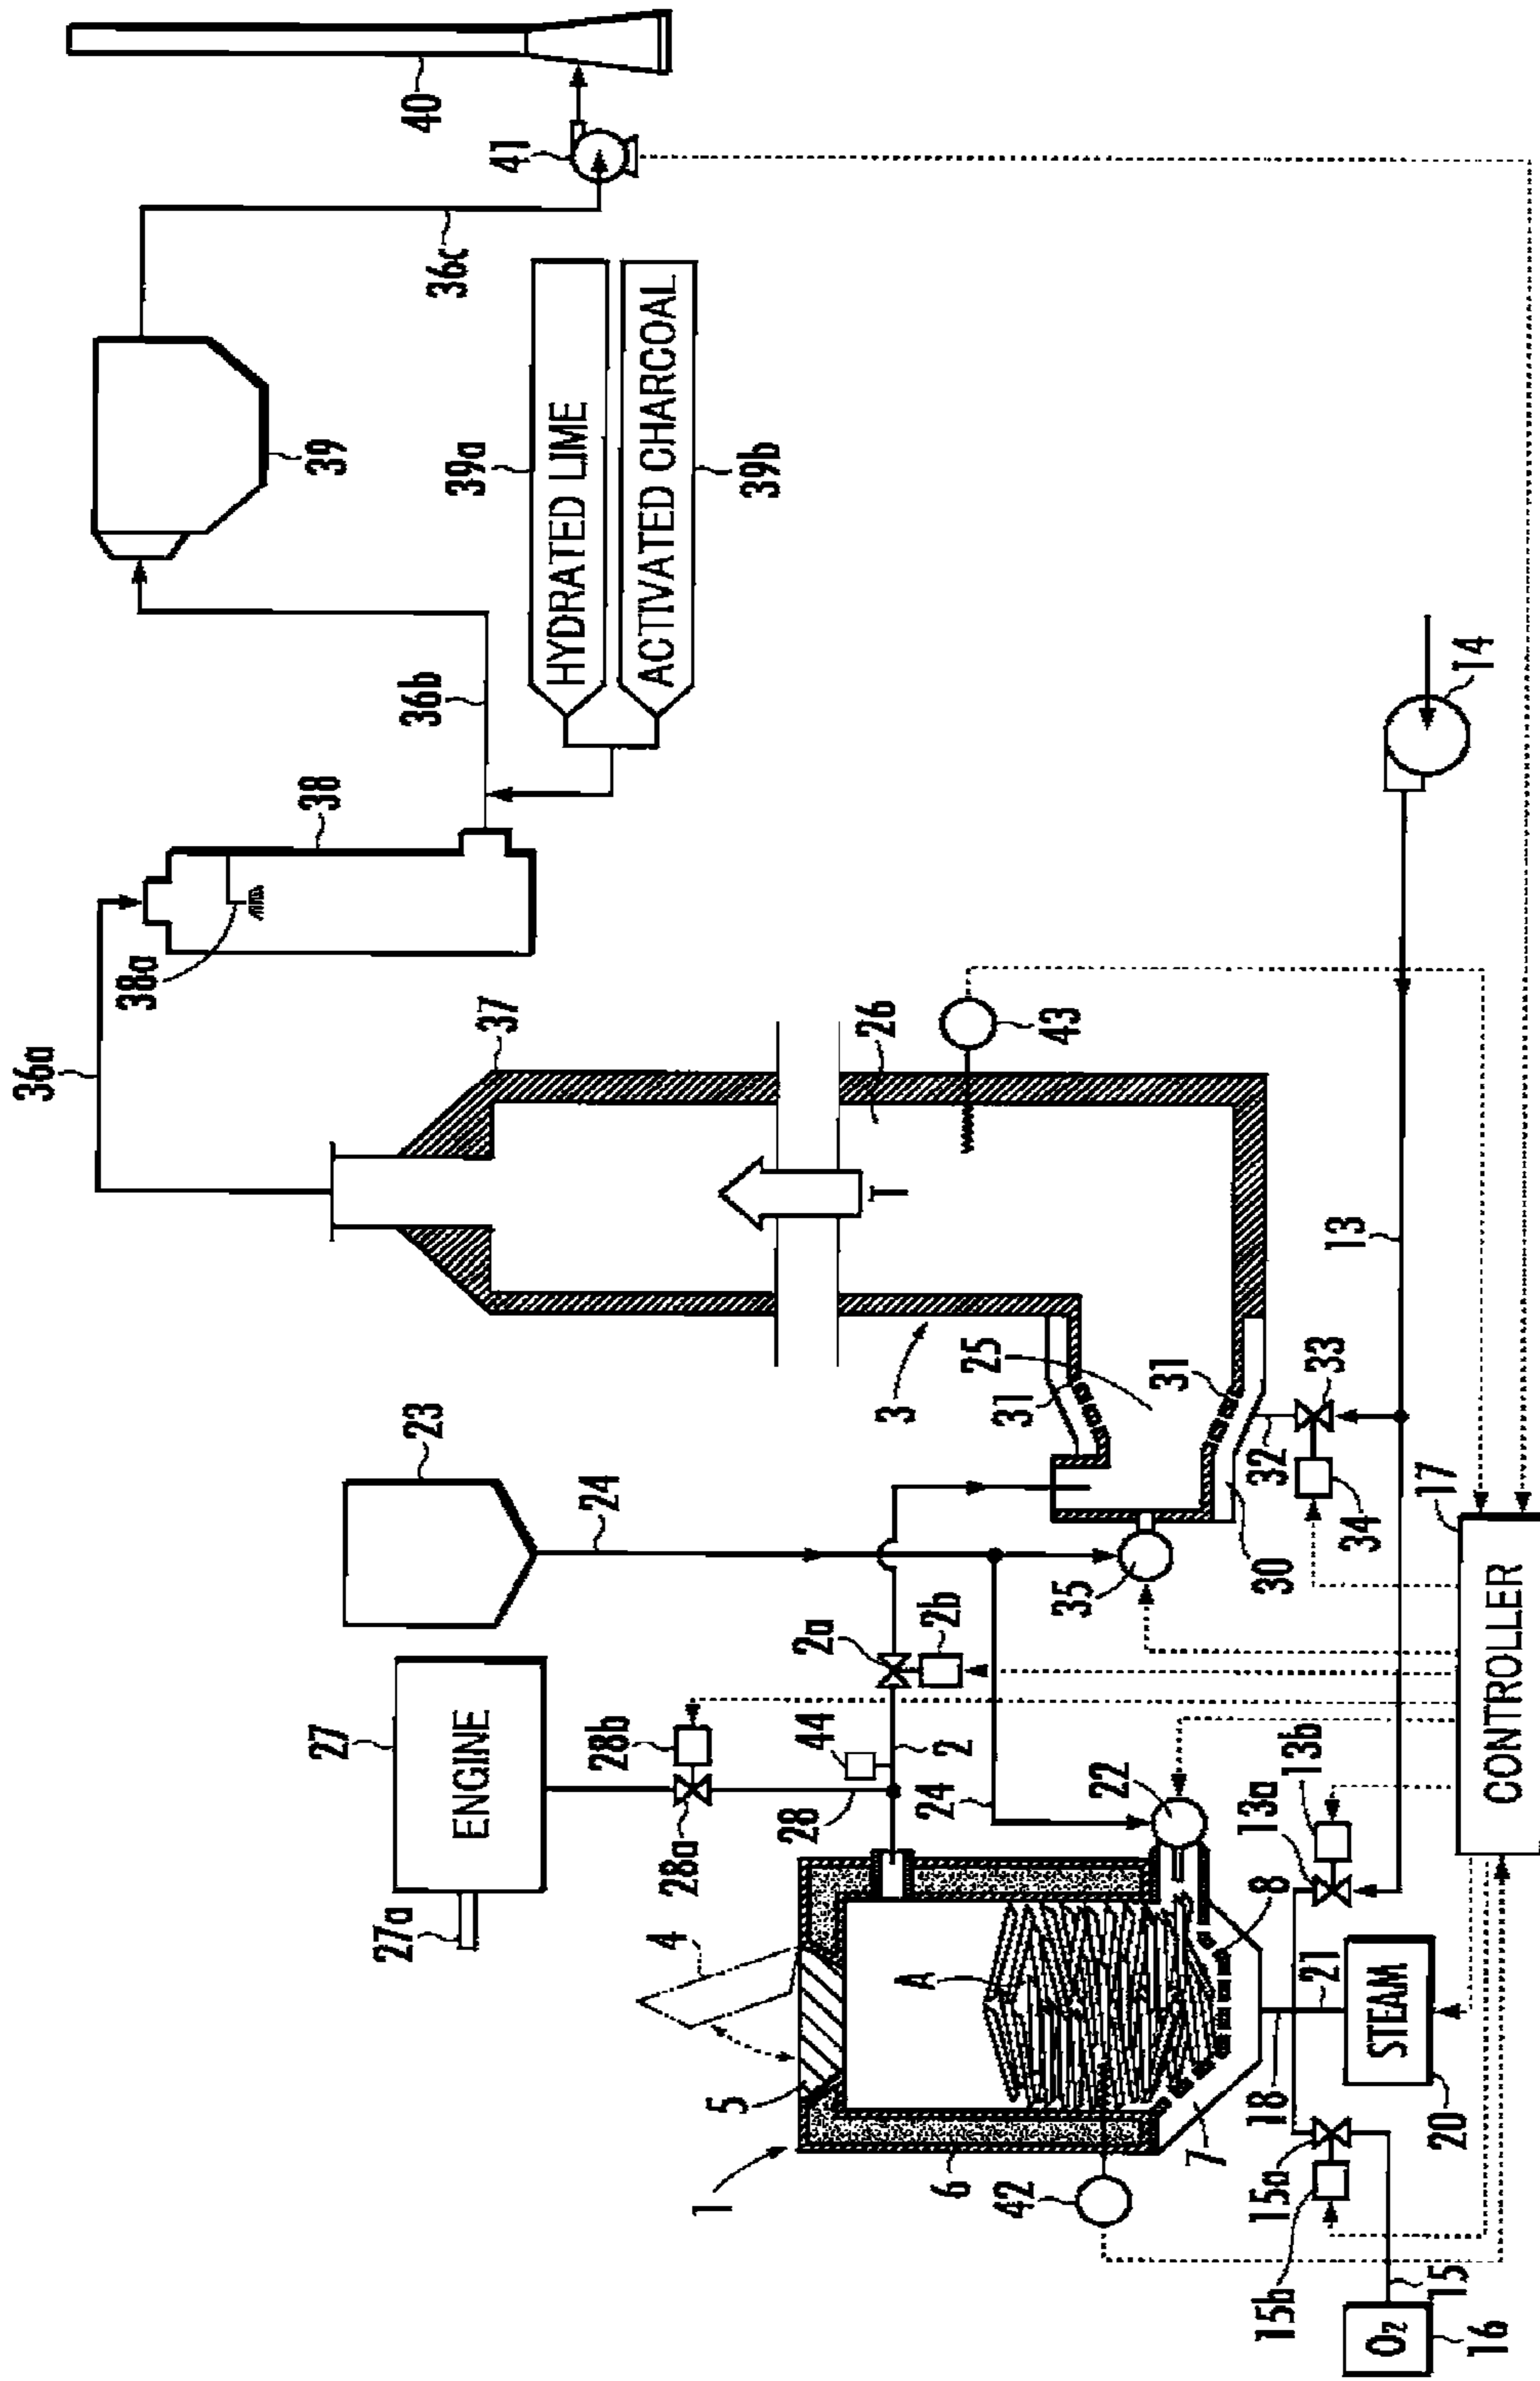 36a
38a
27
38
39
27a
23
36b
40
39a
36c
ENGINE
37
41
HYDRATED LIME
24
28b
ACTIVATED CHARCOAL
4
28a
1
5
39b
28
44
2a
26
T
3
A
24
2
2b
6
25
42
31
43
35
22
31
7
15b
15a
18
8
13a
30
32
21
13b
33
13
34
O2
STEAM
15
20
17
14
16
CONTROLLER